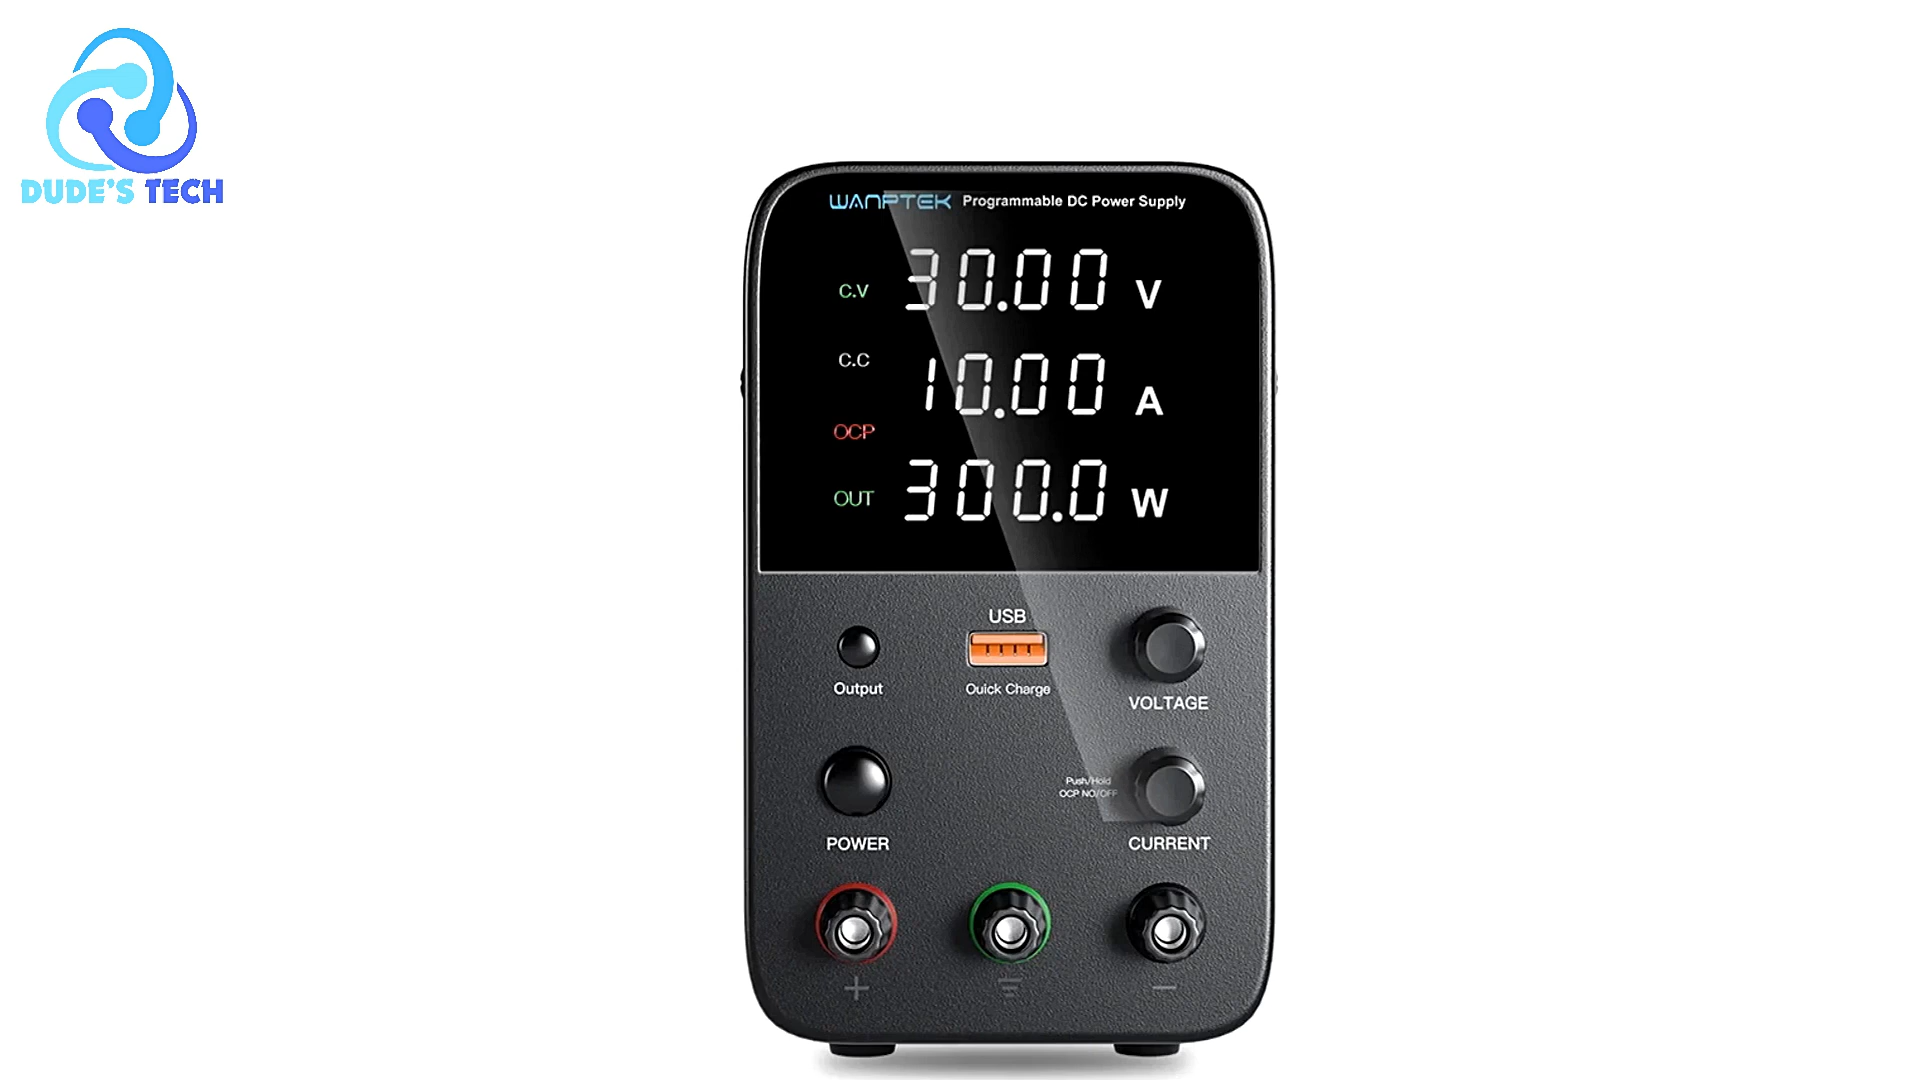 DUDE'S TECH
WANPTEK Programmable DC Power Supply
C.V 30.00 V
C.C 10.00 A
OCP
OUT 300.0 W
USB
Output
Quick Charge
VOLTAGE
Push/Hold
OCP NO/OFF
POWER
CURRENT
+ −